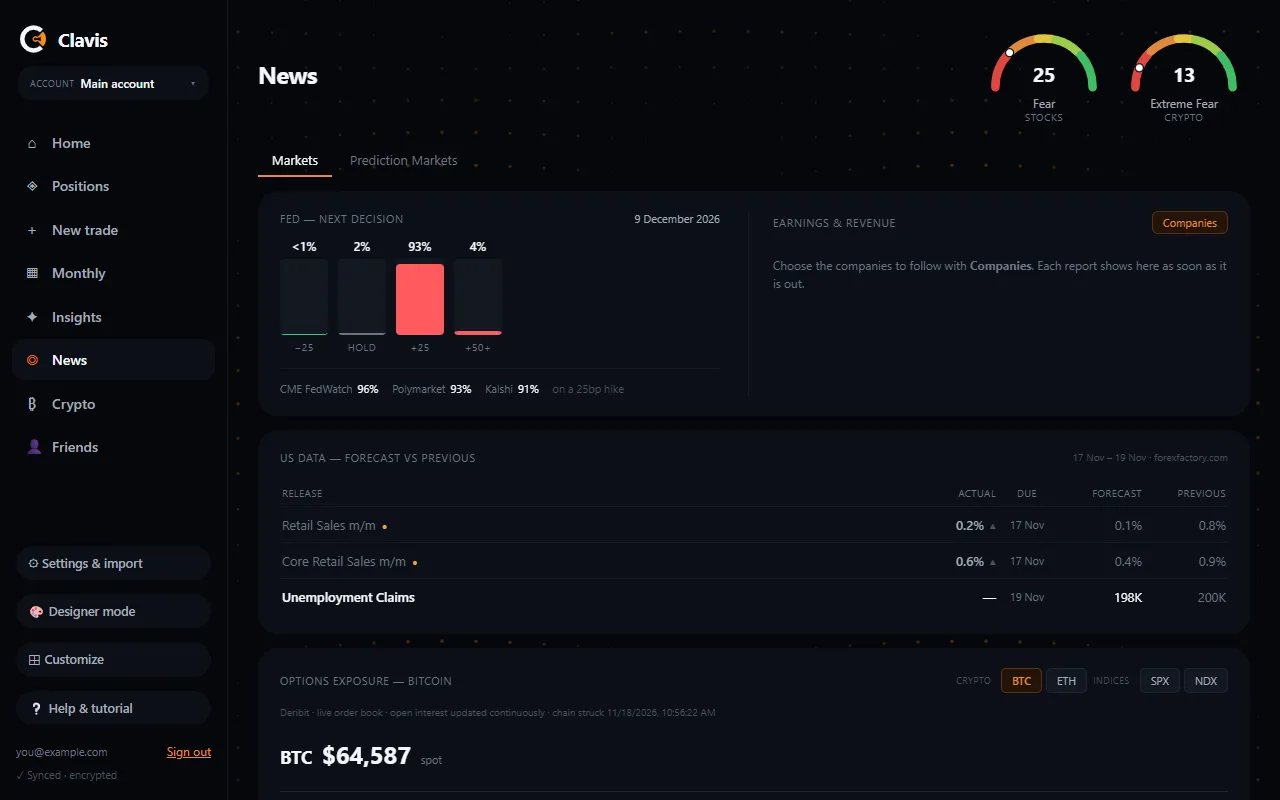 Clavis
ACCOUNT Main account
Home
Positions
New trade
Monthly
Insights
News
Crypto
Friends
Settings & import
Designer mode
Customize
Help & tutorial
you@example.com Sign out
✓ Synced · encrypted
News
25
Fear
STOCKS
13
Extreme Fear
CRYPTO
Markets Prediction Markets
FED — NEXT DECISION 9 December 2026
<1% 2% 93% 4%
−25 HOLD +25 +50+
CME FedWatch 96% Polymarket 93% Kaishi 91% on a 25bp hike
EARNINGS & REVENUE Companies
Choose the companies to follow with Companies. Each report shows here as soon as it
is out.
US DATA — FORECAST VS PREVIOUS 17 Nov – 19 Nov · forexfactory.com
RELEASE ACTUAL DUE FORECAST PREVIOUS
Retail Sales m/m 0.2% ▲ 17 Nov 0.1% 0.8%
Core Retail Sales m/m 0.6% ▲ 17 Nov 0.4% 0.9%
Unemployment Claims — 19 Nov 198K 200K
OPTIONS EXPOSURE — BITCOIN CRYPTO BTC ETH INDICES SPX NDX
Deribit · live order book · open interest updated continuously · chain struck 11/18/2026, 10:56:22 AM
BTC $64,587 spot